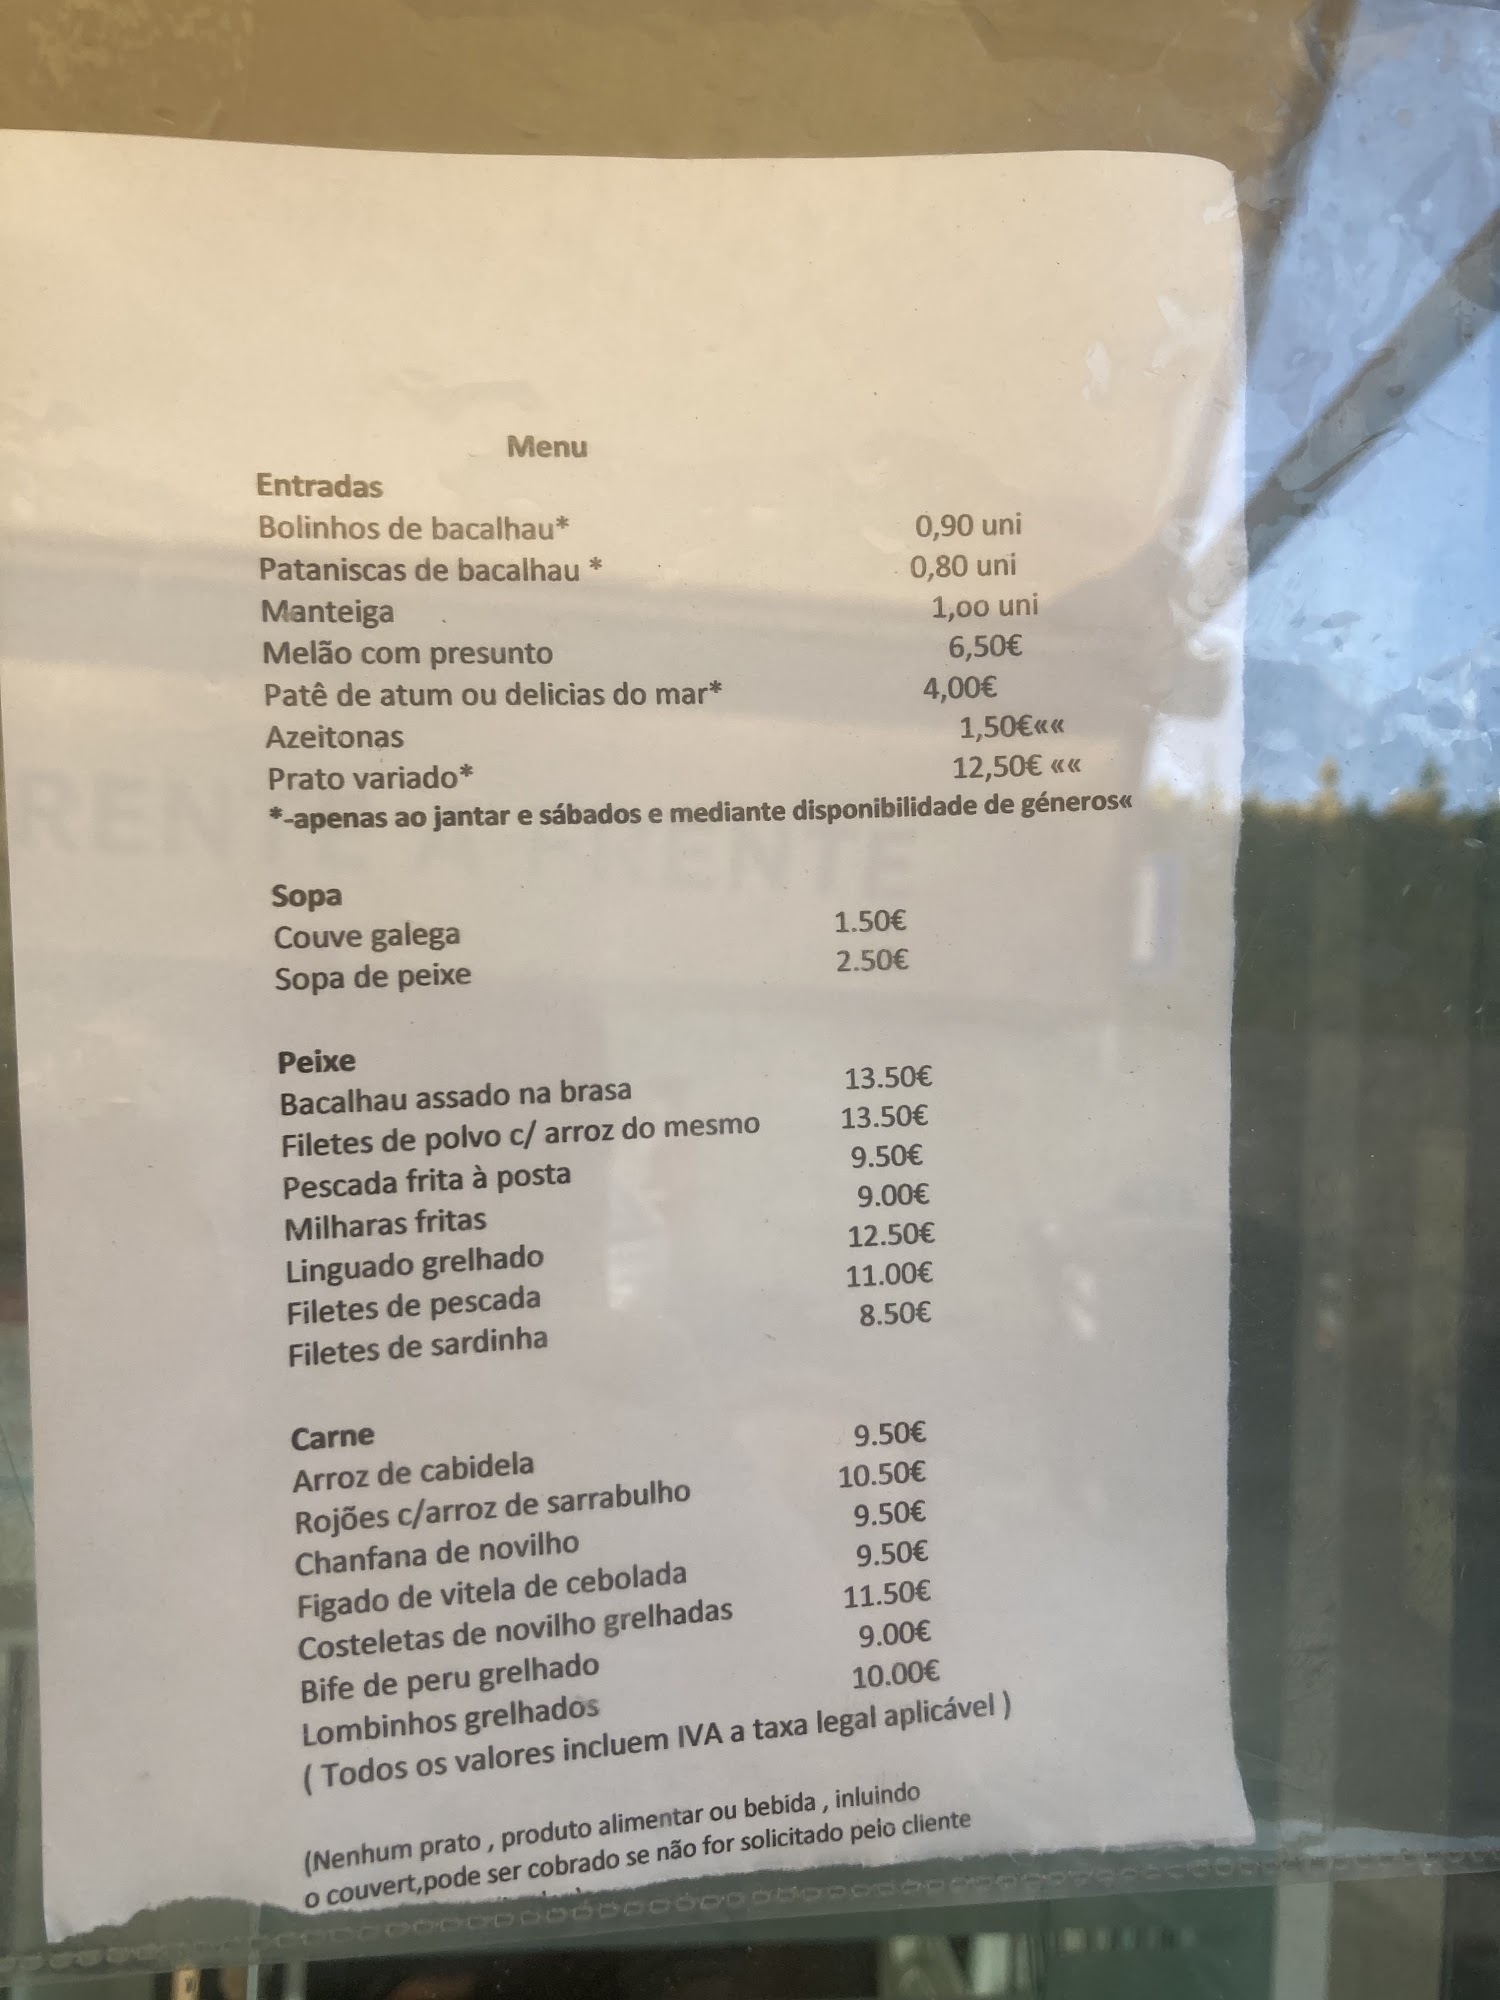 Menu
Entradas
Bolinhos de bacalhau* 0,90 uni
Pataniscas de bacalhau * 0,80 uni
Manteiga 1,oo uni
Melão com presunto 6,50€
Patê de atum ou delicias do mar* 4,00€
Azeitonas 1,50€««
Prato variado* 12,50€ ««
*-apenas ao jantar e sábados e mediante disponibilidade de géneros«
RENTE A FRENTE
Sopa
Couve galega 1.50€
Sopa de peixe 2.50€
Peixe
Bacalhau assado na brasa 13.50€
Filetes de polvo c/ arroz do mesmo 13.50€
Pescada frita à posta 9.50€
Milharas fritas 9.00€
Linguado grelhado 12.50€
Filetes de pescada 11.00€
Filetes de sardinha 8.50€
Carne
Arroz de cabidela 9.50€
Rojões c/arroz de sarrabulho 10.50€
Chanfana de novilho 9.50€
Figado de vitela de cebolada 9.50€
Costeletas de novilho grelhadas 11.50€
Bife de peru grelhado 9.00€
Lombinhos grelhados 10.00€
( Todos os valores incluem IVA a taxa legal aplicável )
(Nenhum prato , produto alimentar ou bebida , inluindo
o couvert,pode ser cobrado se não for solicitado pelo cliente